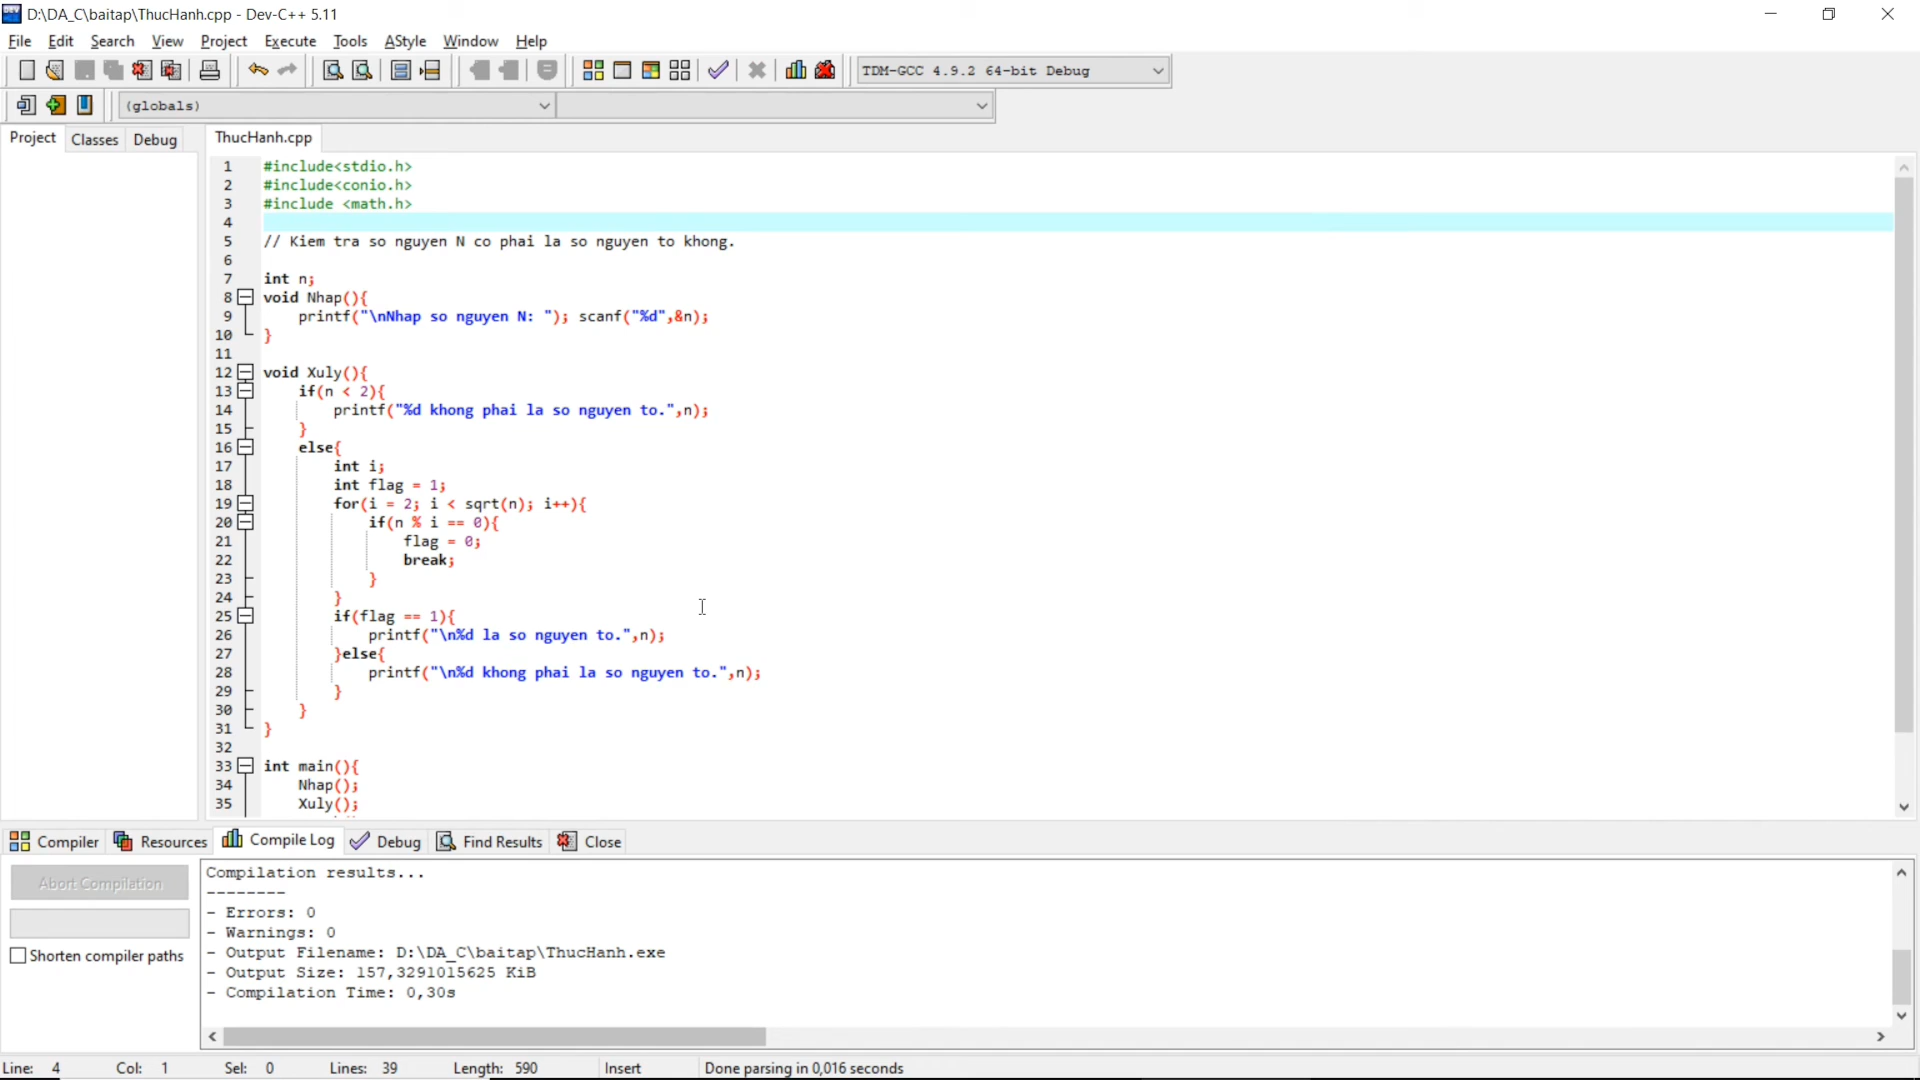 D:\DA_C\baitap\ThucHanh.cpp - Dev-C++ 5.11
File Edit Search View Project Execute Tools AStyle Window Help
TDM-GCC 4.9.2 64-bit Debug
(globals)
Project Classes Debug ThucHanh.cpp
1 #include<stdio.h>
2 #include<conio.h>
3 #include <math.h>
4
5 // Kiem tra so nguyen N co phai la so nguyen to khong.
6
7 int n;
8 void Nhap(){
9 printf("\nNhap so nguyen N: "); scanf("%d",&n);
10 }
11
12 void Xuly(){
13 if(n < 2){
14 printf("%d khong phai la so nguyen to.",n);
15 }
16 else{
17 int i;
18 int flag = 1;
19 for(i = 2; i < sqrt(n); i++){
20 if(n % i == 0){
21 flag = 0;
22 break;
23 }
24 }
25 if(flag == 1){
26 printf("\n%d la so nguyen to.",n);
27 }else{
28 printf("\n%d khong phai la so nguyen to.",n);
29 }
30 }
31 }
32
33 int main(){
34 Nhap();
35 Xuly();
Compiler Resources Compile Log Debug Find Results Close
Abort Compilation
Shorten compiler paths
Compilation results...
--------
- Errors: 0
- Warnings: 0
- Output Filename: D:\DA_C\baitap\ThucHanh.exe
- Output Size: 157,3291015625 KiB
- Compilation Time: 0,30s
Line: 4 Col: 1 Sel: 0 Lines: 39 Length: 590 Insert Done parsing in 0,016 seconds